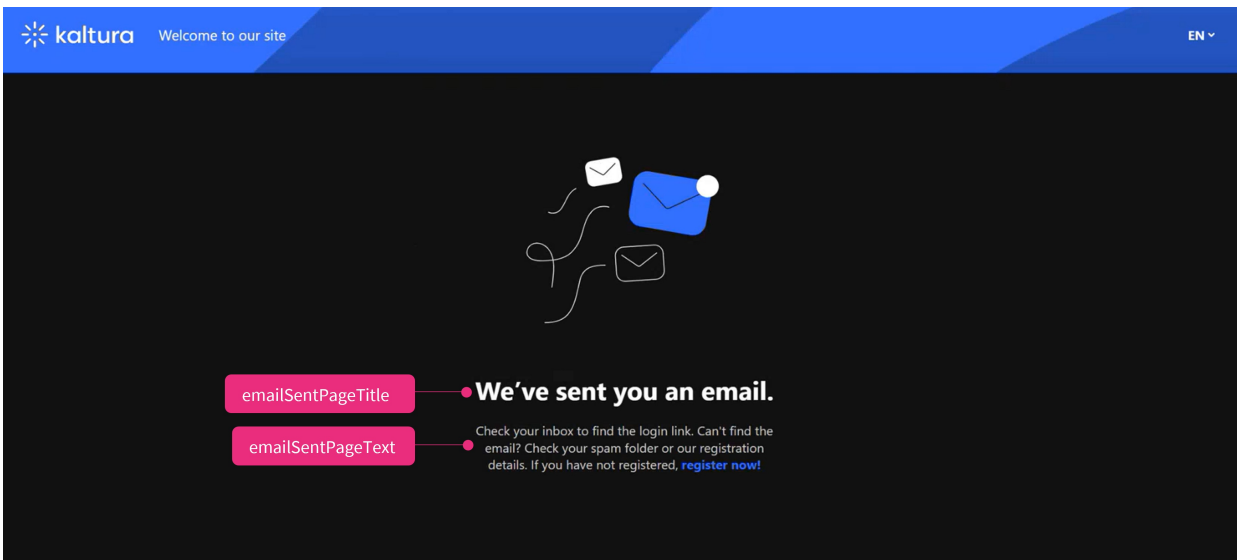 kaltura Welcome to our site EN
emailSentPageTitle We’ve sent you an email.
Check your inbox to find the login link. Can't find the
emailSentPageText email? Check your spam folder or our registration
details. If you have not registered, register now!